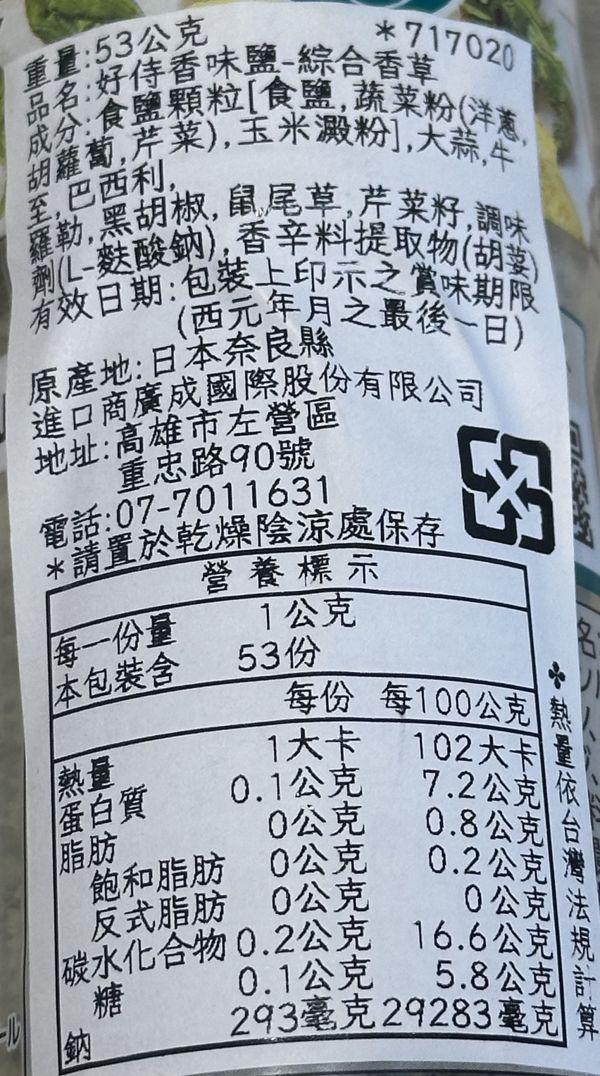 重量:53公克 *717020
品名:好侍香味鹽-綜合香草
成分:食鹽顆粒[食鹽,蔬菜粉(洋蔥,
胡蘿蔔,芹菜),玉米澱粉],大蒜,牛
至,巴西利,
羅勒,黑胡椒,鼠尾草,芹菜籽,調味
劑(L-麩酸鈉),香辛料提取物(胡荽)
有效日期:包裝上印示之賞味期限
(西元年月之最後一日)
原產地:日本奈良縣
進口商廣成國際股份有限公司
地址:高雄市左營區
重忠路90號
電話:07-7011631
*請置於乾燥陰涼處保存
營養標示
每一份量 1公克
本包裝含 53份
每份 每100公克
熱量 1大卡 102大卡
蛋白質 0.1公克 7.2公克
脂肪 0公克 0.8公克
飽和脂肪 0公克 0.2公克
反式脂肪 0公克 0公克
碳水化合物 0.2公克 16.6公克
糖 0.1公克 5.8公克
鈉 293毫克 29283毫克
✤熱量依台灣法規計算